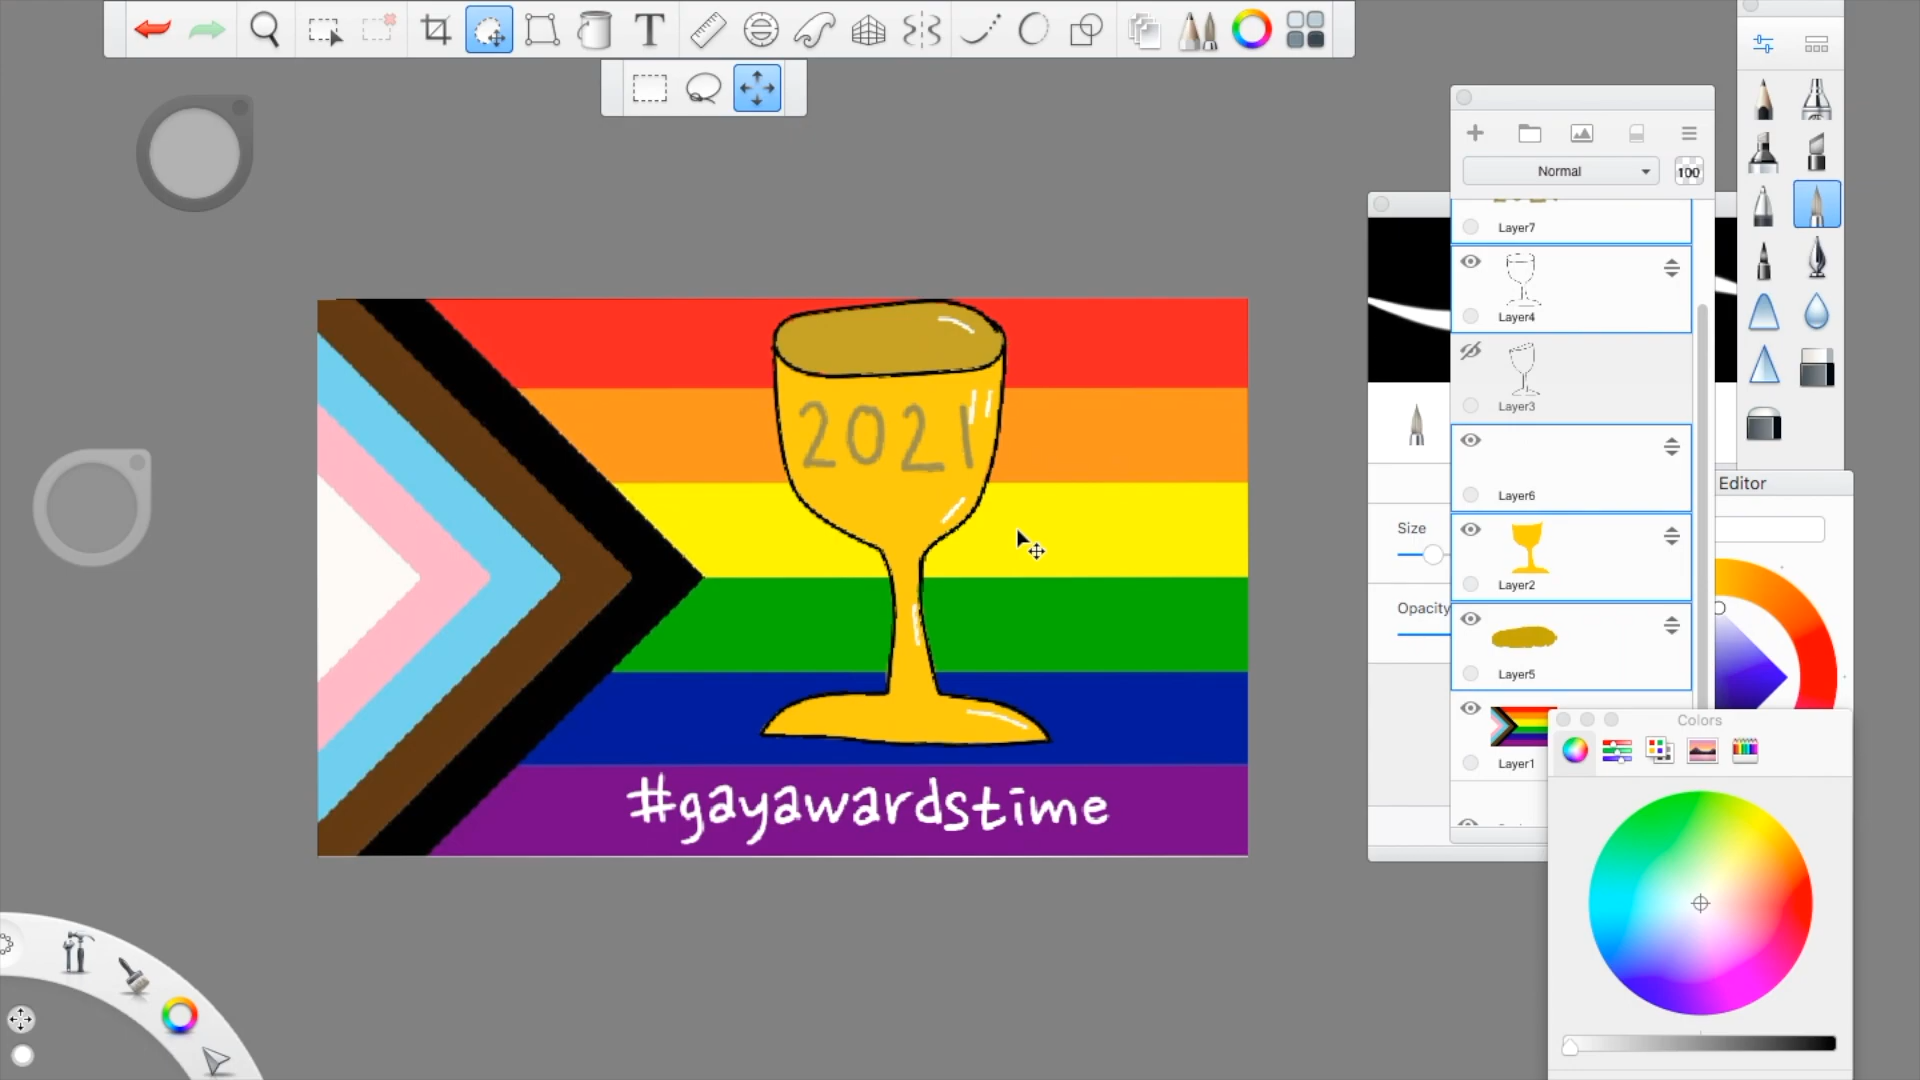 T
Normal
100
Layer7
Layer4
Layer3
Layer6
Layer2
Layer5
Layer1
Editor
Size
Opacity
Colors
2021
#gayawardstime